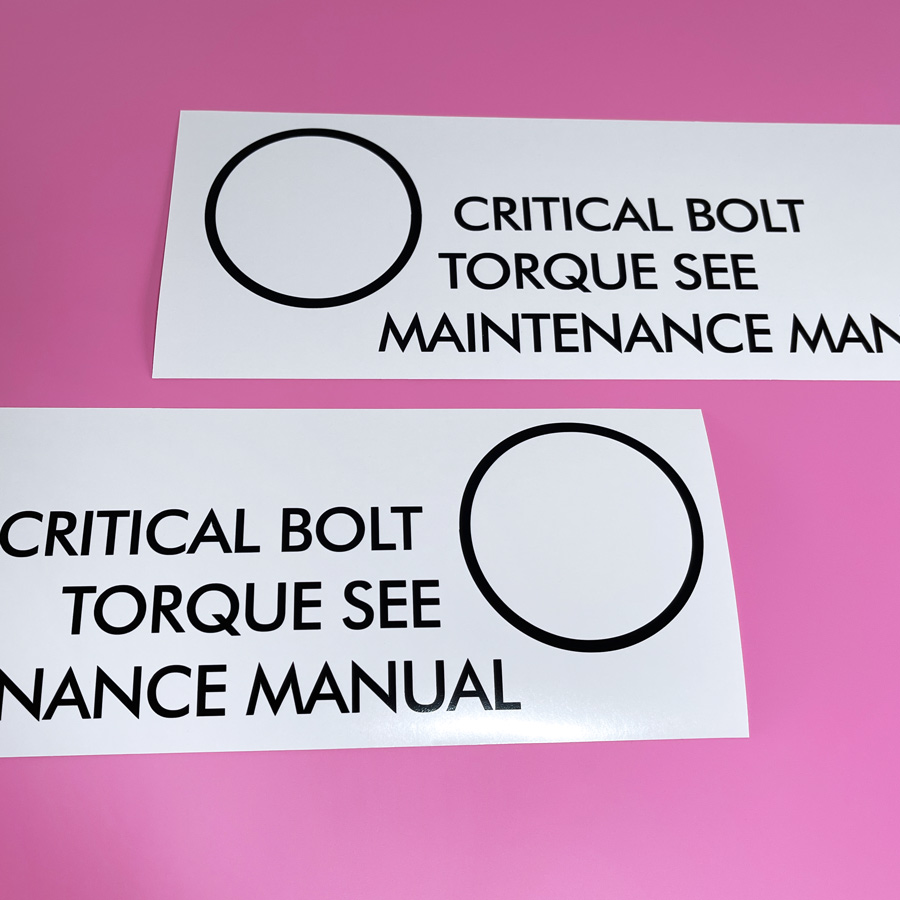 CRITICAL BOLT
TORQUE SEE
MAINTENANCE MAN
CRITICAL BOLT
TORQUE SEE
NANCE MANUAL